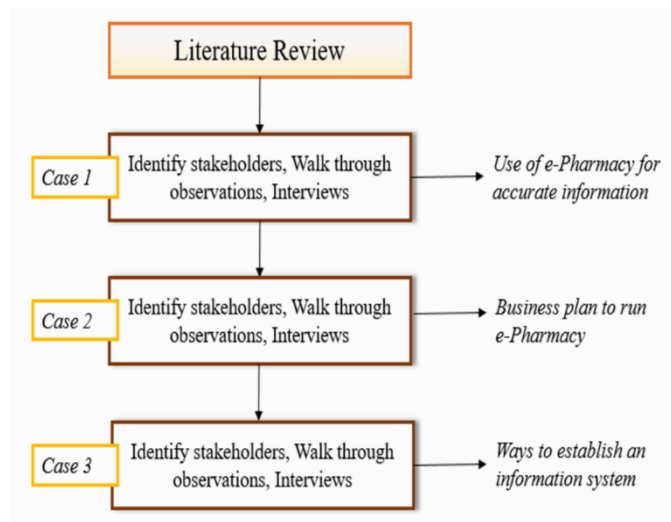 Literature Review
Case 1
Identify stakeholders, Walk through
observations, Interviews
Use of e-Pharmacy for
accurate information
Case 2
Identify stakeholders, Walk through
observations, Interviews
Business plan to run
e-Pharmacy
Case 3
Identify stakeholders, Walk through
observations, Interviews
Ways to establish an
information system